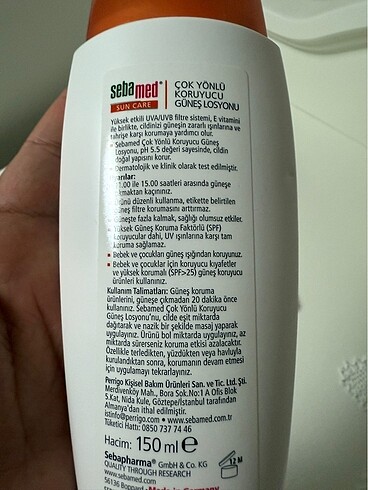 sebamed
SUN CARE
ÇOK YÖNLÜ
KORUYUCU
GÜNEŞ LOSYONU
Yüksek etkili UVA/UVB filtre sistemi, E vitamini
ile birlikte, cildinizi güneşin zararlı ışınlarına ve
tahrişe karşı korumaya yardımcı olur.
• Sebamed Çok Yönlü Koruyucu Güneş
Losyonu, pH 5.5 değeri sayesinde, cildin
doğal yapısını korur.
• Dermatolojik ve klinik olarak test edilmiştir.
arılar:
.00 ile 15.00 saatleri arasında güneşe
kmaktan kaçınınız.
Ürünü düzenli kullanma, etikette belirtilen
güneş filtre korumasını arttırmaz.
Güneşte fazla kalmak, sağlığı olumsuz etkiler.
Yüksek Güneş Koruma Faktörlü (SPF)
koruyucular dahi, UV ışınlarına karşı tam
koruma sağlamaz.
• Bebek ve çocukları güneş ışığından koruyunuz.
• Bebek ve çocuklar için koruyucu kıyafetler
ve yüksek korumalı (SPF>25) güneş koruyucu
ürünleri kullanınız.
Kullanım Talimatları: Güneş koruma
ürünlerini, güneşe çıkmadan 20 dakika önce
kullanınız. Sebamed Çok Yönlü Koruyucu
Güneş Losyonu'nu, cilde eşit miktarda
dağıtarak ve nazik bir şekilde masaj yaparak
uygulayınız. Ürünü bol miktarda uygulayınız, az
miktarda sürerseniz koruma etkisi azalacaktır.
Özellikle terledikten, yüzdükten veya havluyla
kurulandıktan sonra, korumanın devam etmesi
için uygulamayı tekrarlayınız.
Perrigo Kişisel Bakım Ürünleri San. ve Tic. Ltd. Şti.
Merdivenköy Mah., Bora Sok.No:1 A Ofis Blok
5.Kat, Nida Kule, Göztepe/İstanbul tarafından
Almanya'dan ithal edilmiştir.
istinfo@perrigo.com • www.sebamed.com.tr
Tüketici Hattı: 0850 737 74 46
Hacim: 150 ml e
Sebapharma GmbH & Co. KG
QUALITY THROUGH RESEARCH
www.sebamed.com
56136 Boppard
12 M